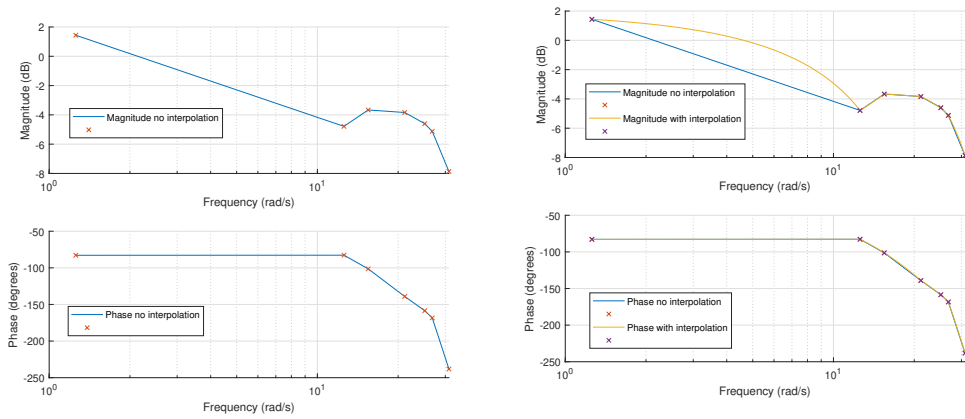 2
0
-2
-4
-6
-8
Magnitude (dB)
Magnitude no interpolation
10^0
10^1
Frequency (rad/s)
-50
-100
-150
-200
-250
Phase (degrees)
Phase no interpolation
10^0
10^1
Frequency (rad/s)
2
0
-2
-4
-6
-8
Magnitude (dB)
Magnitude no interpolation
Magnitude with interpolation
10^0
10^1
Frequency (rad/s)
-50
-100
-150
-200
-250
Phase (degrees)
Phase no interpolation
Phase with interpolation
10^0
10^1
Frequency (rad/s)